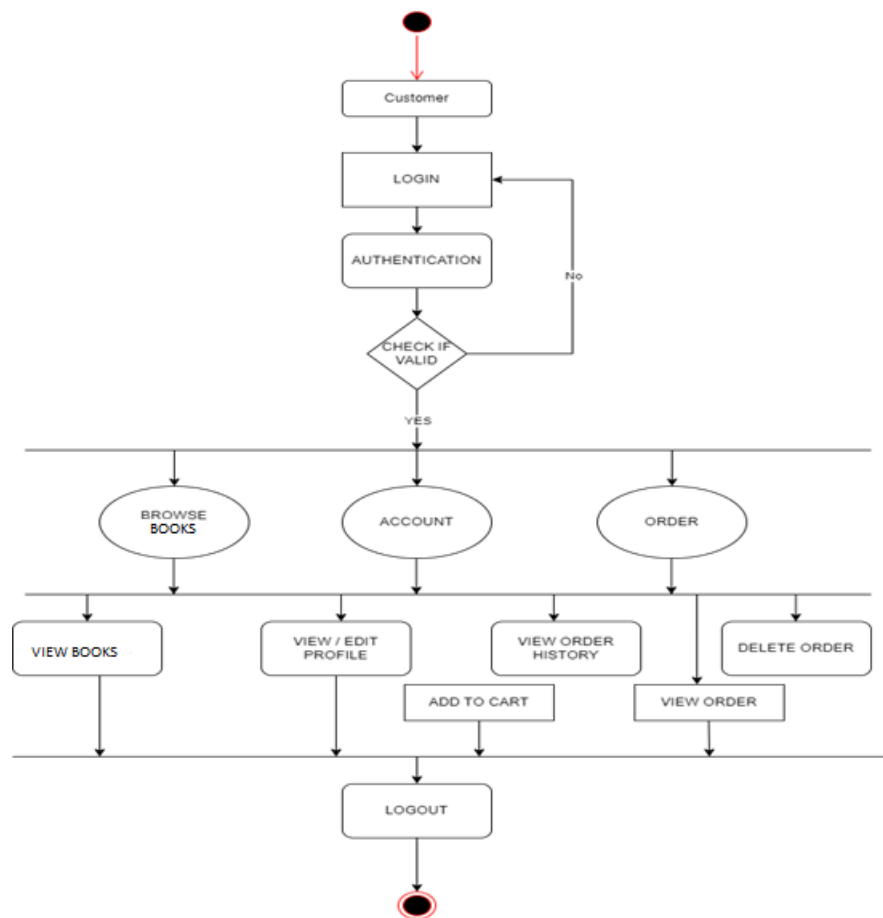 Customer
LOGIN
AUTHENTICATION
No
CHECK IF
VALID
YES
BROWSE
BOOKS
ACCOUNT
ORDER
VIEW BOOKS
VIEW / EDIT
PROFILE
VIEW ORDER
HISTORY
DELETE ORDER
ADD TO CART
VIEW ORDER
LOGOUT